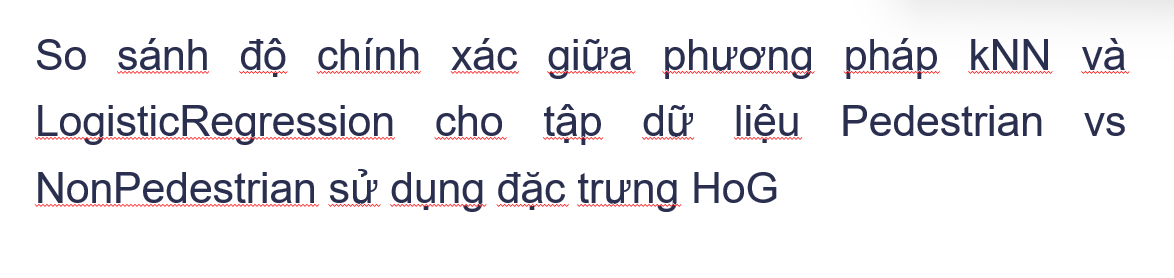 So sánh độ chính xác giữa phương pháp kNN và
LogisticRegression cho tập dữ liệu Pedestrian vs
NonPedestrian sử dụng đặc trưng HoG